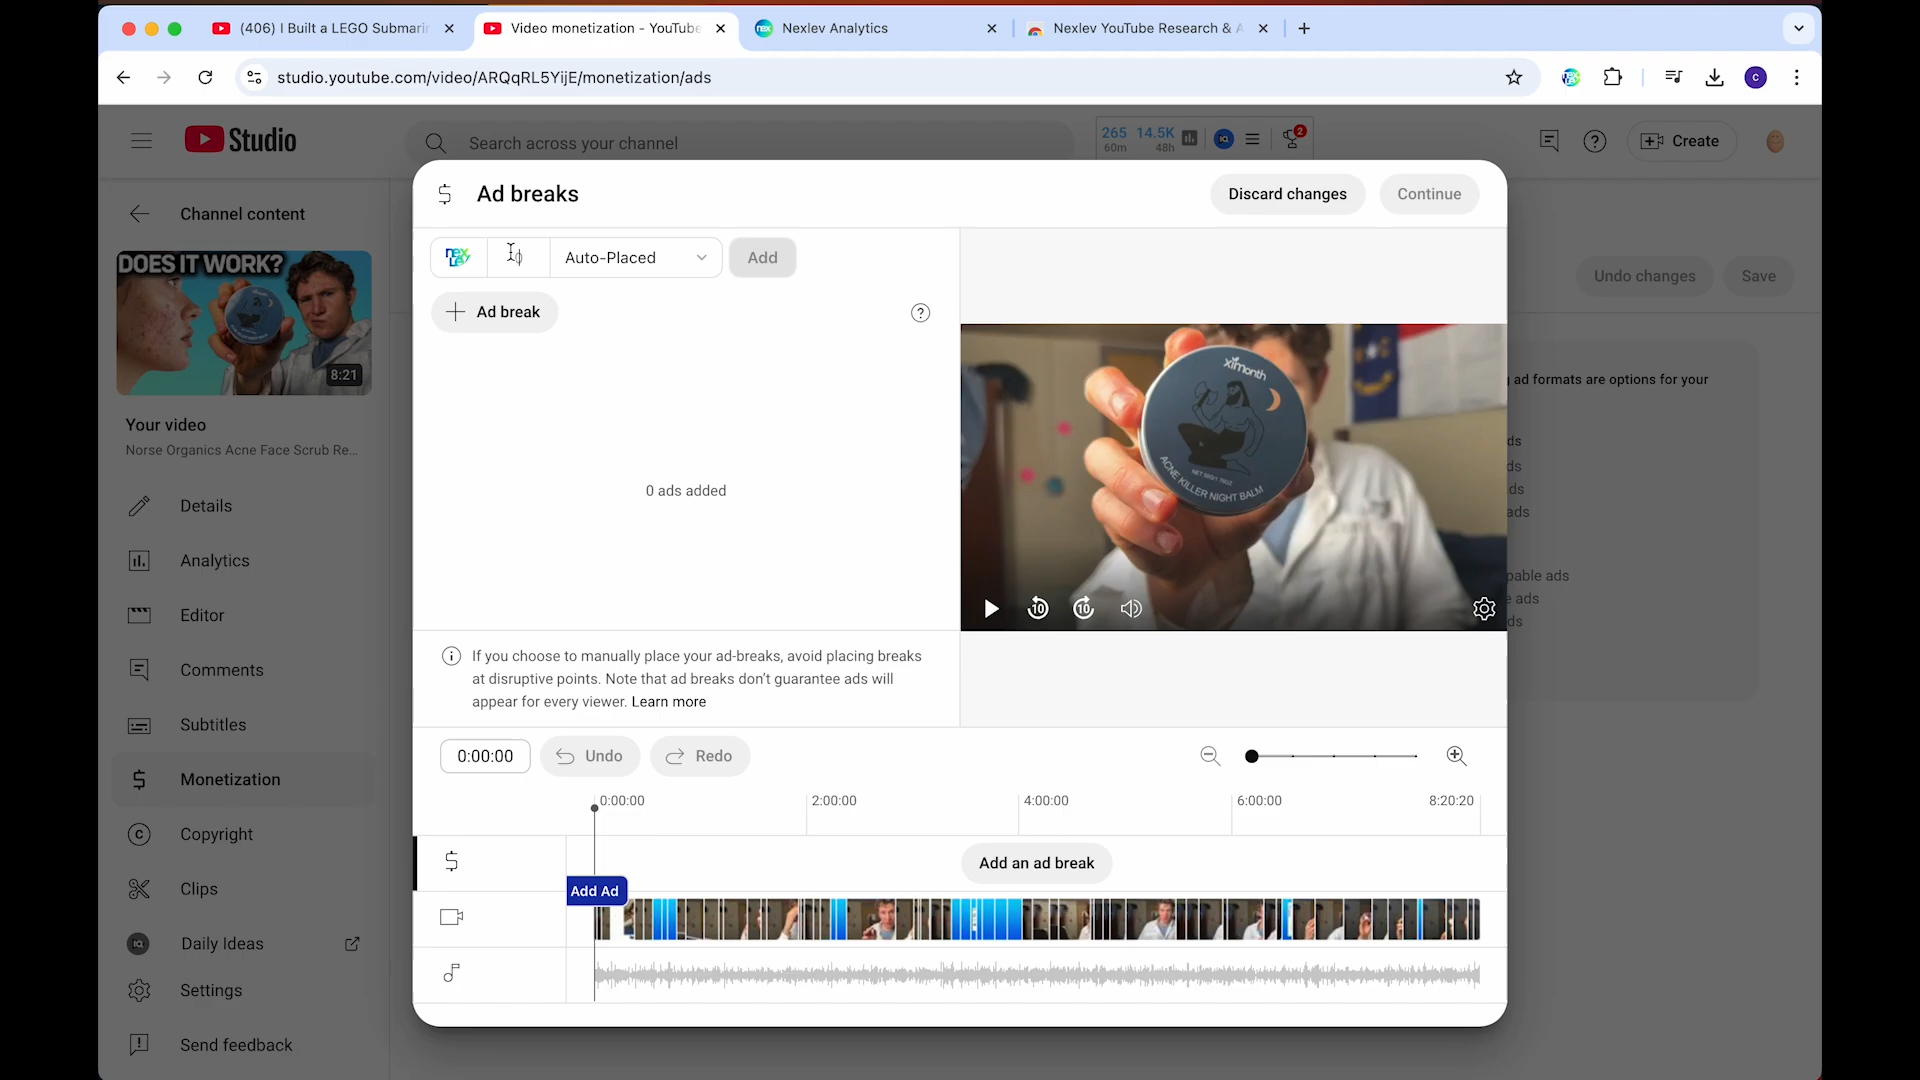 (406) I Built a LEGO Submarin
Video monetization - YouTube
Nexlev Analytics
Nexlev YouTube Research & A
studio.youtube.com/video/ARQqRL5YijE/monetization/ads
C
Studio
Search across your channel
265 14.5K
60m 48h
2
Create
Channel content
Ad breaks
Discard changes
Continue
nex
lev
Auto-Placed
Add
Undo changes
Save
DOES IT WORK?
8:21
Ad break
0 ads added
ximonth
ACNE KILLER NIGHT BALM
10
10
ad formats are options for your
ds
ds
ds
ads
pable ads
e ads
ds
Your video
Norse Organics Acne Face Scrub Re...
Details
Analytics
Editor
Comments
Subtitles
Monetization
Copyright
Clips
Daily Ideas
Settings
Send feedback
If you choose to manually place your ad-breaks, avoid placing breaks
at disruptive points. Note that ad breaks don't guarantee ads will
appear for every viewer. Learn more
0:00:00
Undo
Redo
0:00:00
2:00:00
4:00:00
6:00:00
8:20:20
Add an ad break
Add Ad